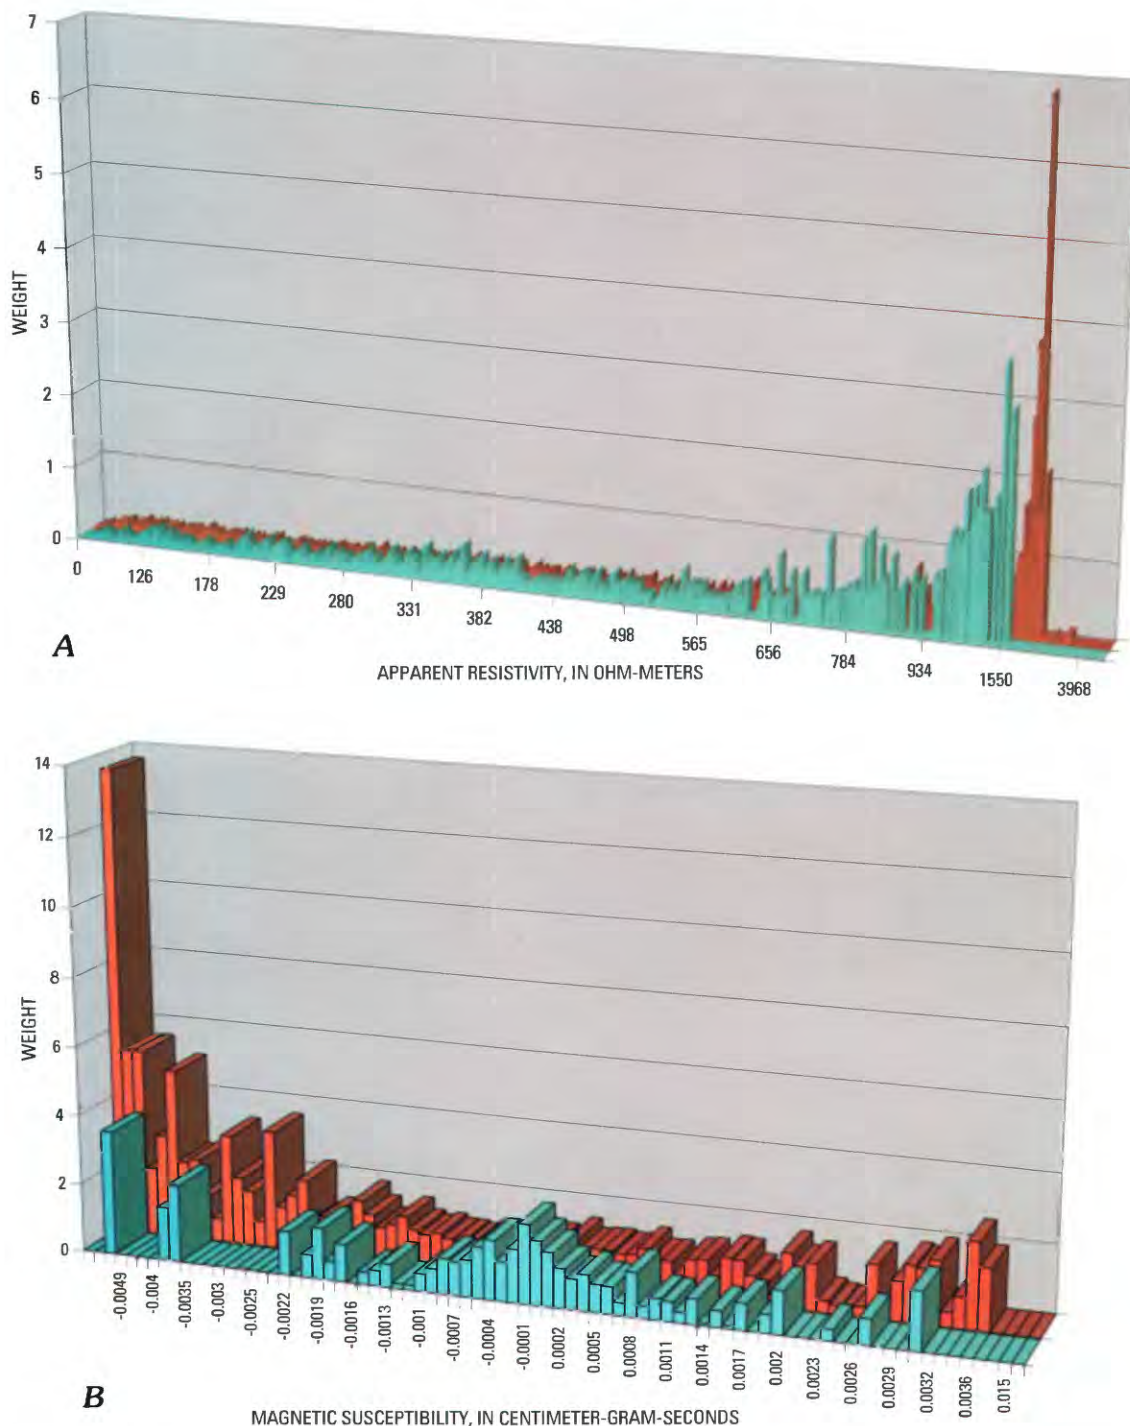 7
6
5
4
3
2
1
0
WEIGHT
0 126 178 229 280 331 382 438 498 565 656 784 934 1550 3968
A
APPARENT RESISTIVITY, IN OHM-METERS
14
12
10
8
6
4
2
0
WEIGHT
-0.0049 -0.004 -0.0035 -0.003 -0.0025 -0.0022 -0.0019 -0.0016 -0.0013 -0.001 -0.0007 -0.0004 -0.0001 0.0002 0.0005 0.0008 0.0011 0.0014 0.0017 0.002 0.0023 0.0026 0.0029 0.0032 0.0036 0.015
B
MAGNETIC SUSCEPTIBILITY, IN CENTIMETER-GRAM-SECONDS